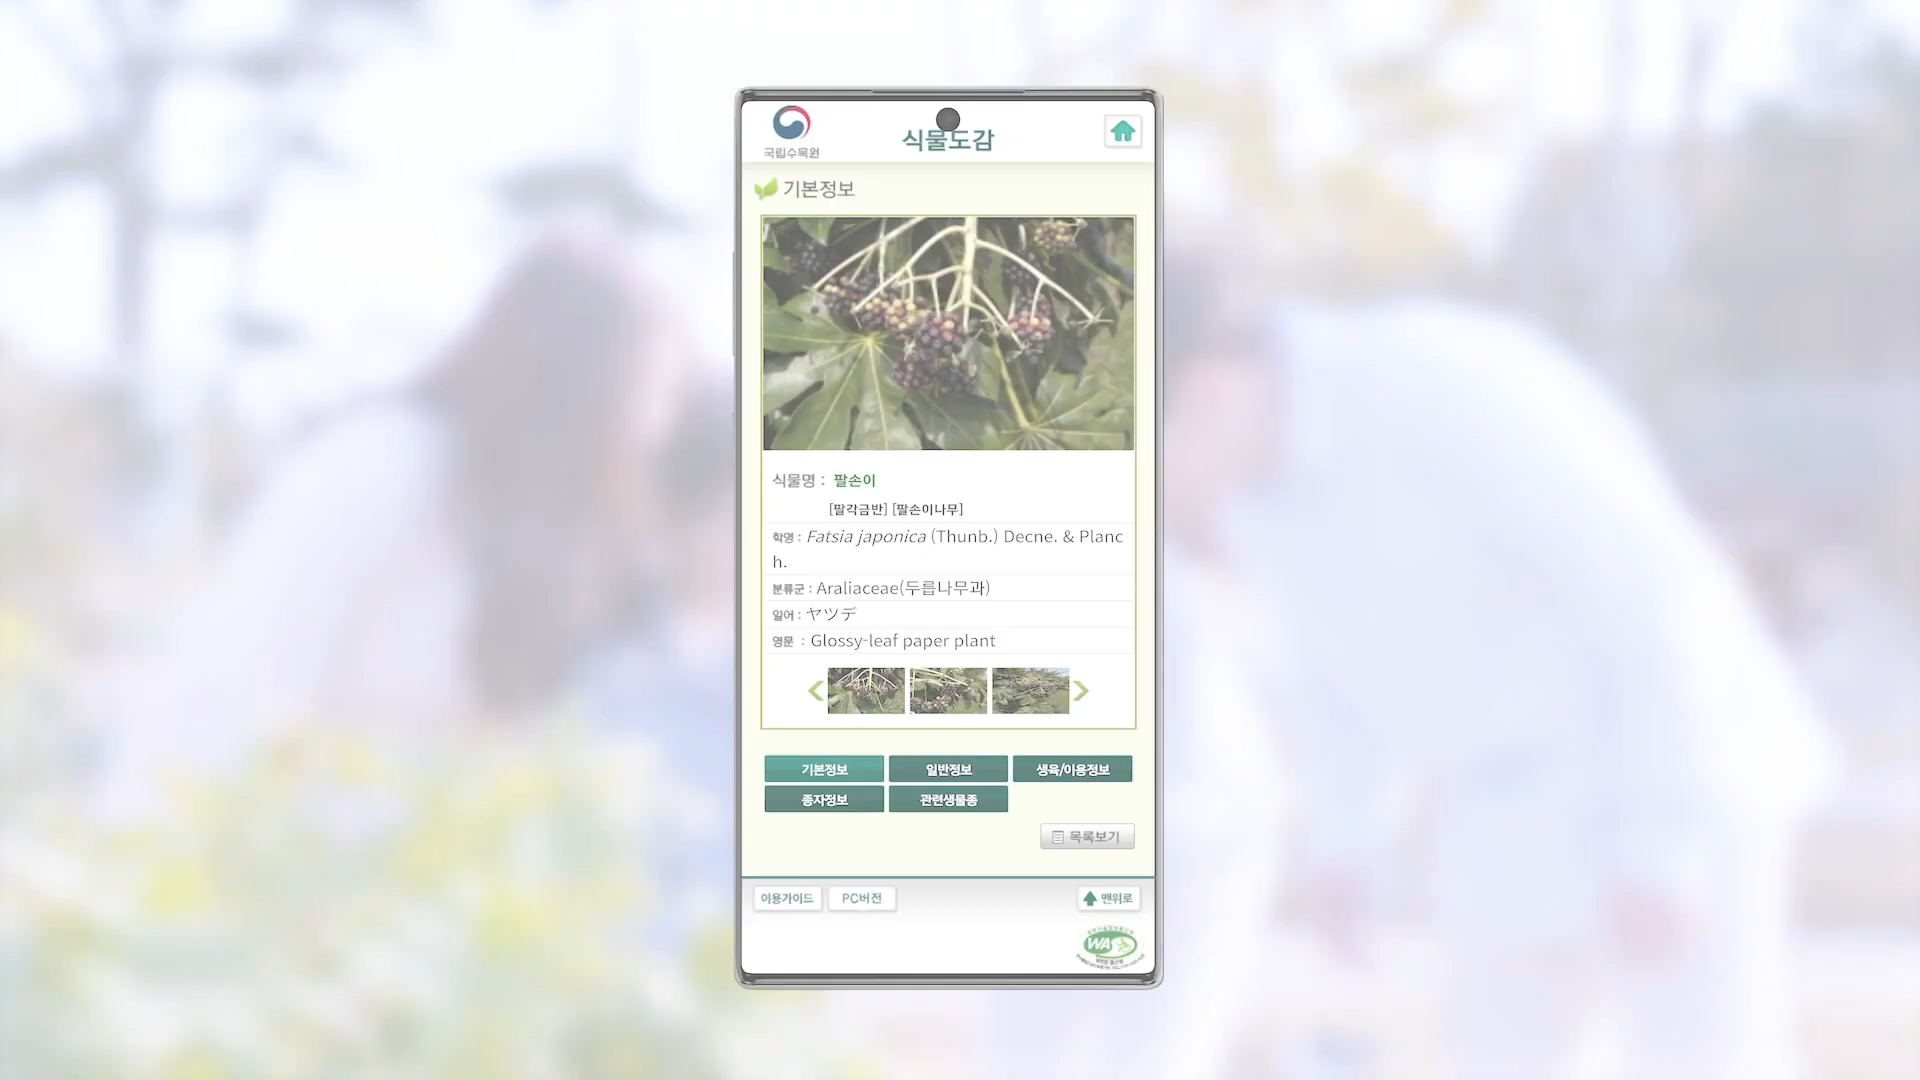 국립수목원
식물도감
기본정보
식물명 : 팔손이
[팔각금반] [팔손이나무]
학명 : Fatsia japonica (Thunb.) Decne. & Planc
h.
분류군 : Araliaceae(두릅나무과)
일어 : ヤツデ
영문 : Glossy-leaf paper plant
기본정보 일반정보 생육/이용정보
종자정보 관련생물종
목록보기
이용가이드 PC버전 맨위로
WA